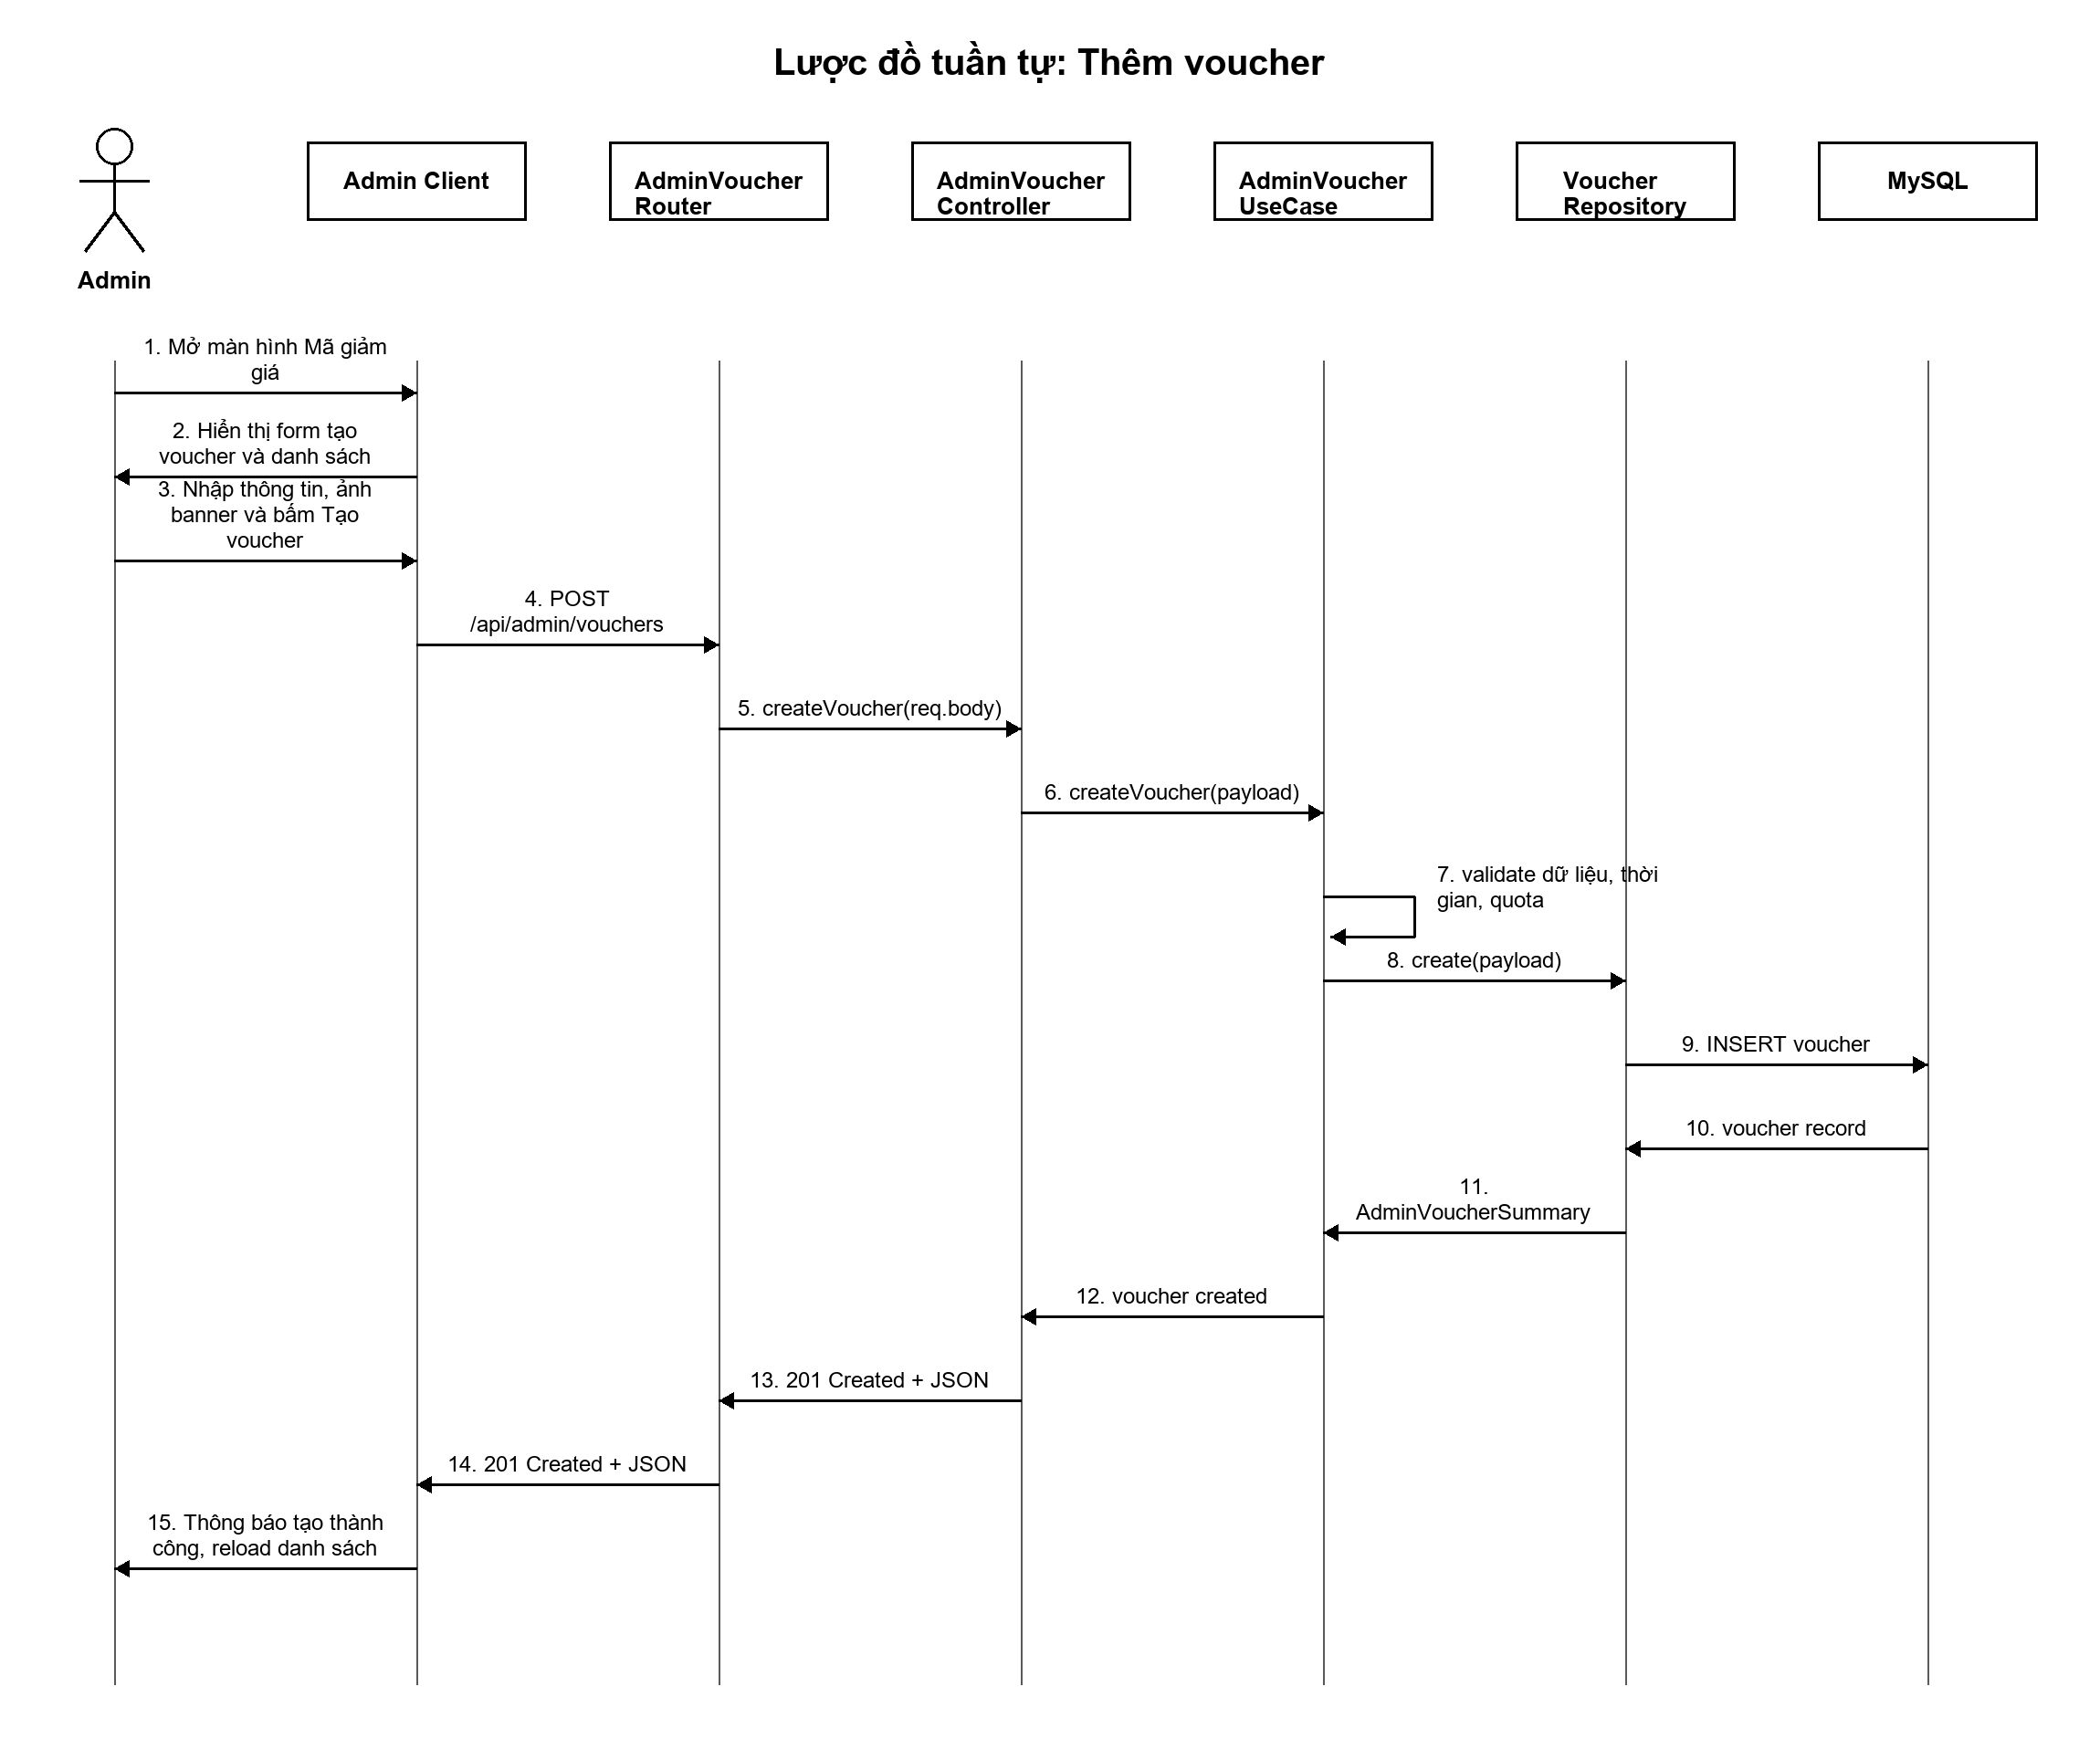 Lược đồ tuần tự: Thêm voucher
Admin Client
AdminVoucher
Router
AdminVoucher
Controller
AdminVoucher
UseCase
Voucher
Repository
MySQL
Admin
1. Mở màn hình Mã giảm
giá
2. Hiển thị form tạo
voucher và danh sách
3. Nhập thông tin, ảnh
banner và bấm Tạo
voucher
4. POST
/api/admin/vouchers
5. createVoucher(req.body)
6. createVoucher(payload)
7. validate dữ liệu, thời
gian, quota
8. create(payload)
9. INSERT voucher
10. voucher record
11.
AdminVoucherSummary
12. voucher created
13. 201 Created + JSON
14. 201 Created + JSON
15. Thông báo tạo thành
công, reload danh sách